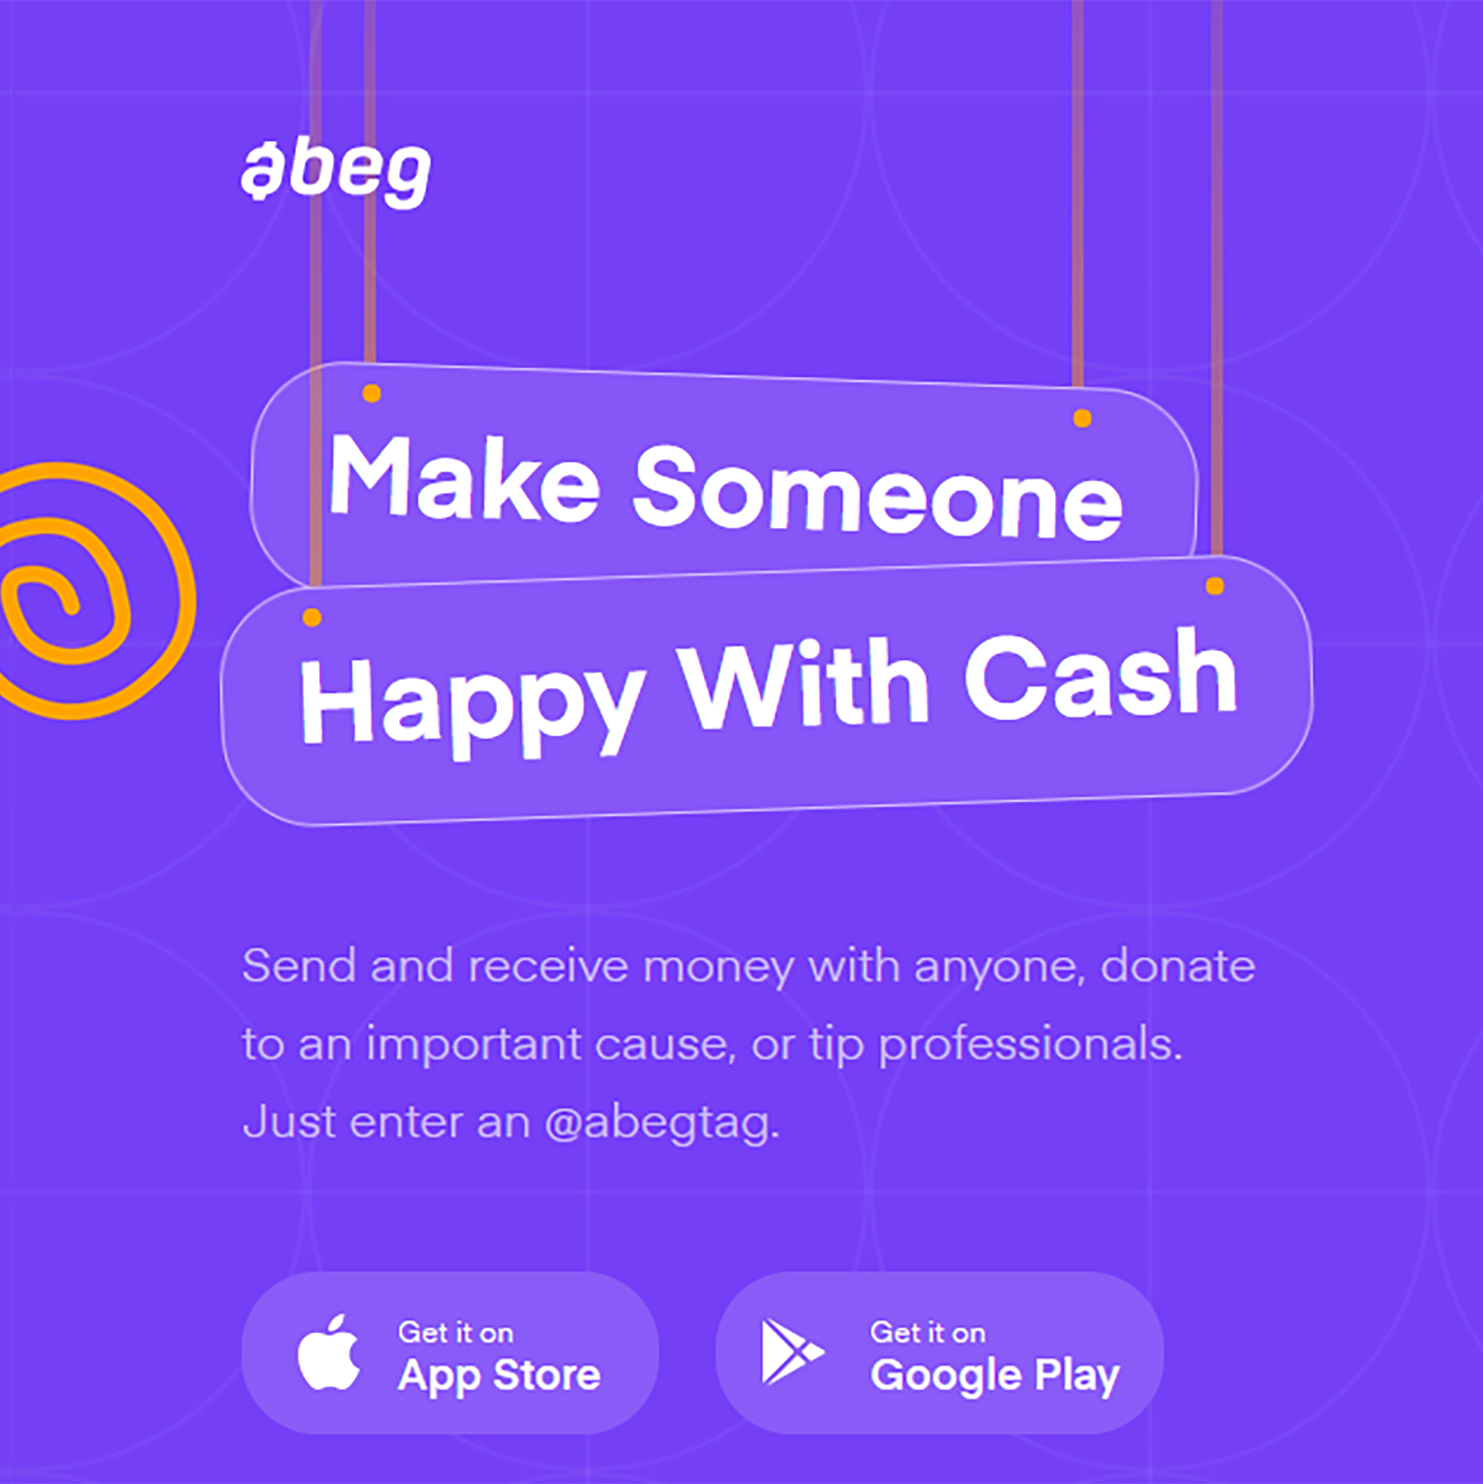 abeg
Make Someone
Happy With Cash
Send and receive money with anyone, donate
to an important cause, or tip professionals.
Just enter an @abegtag.
Get it on
App Store
Get it on
Google Play